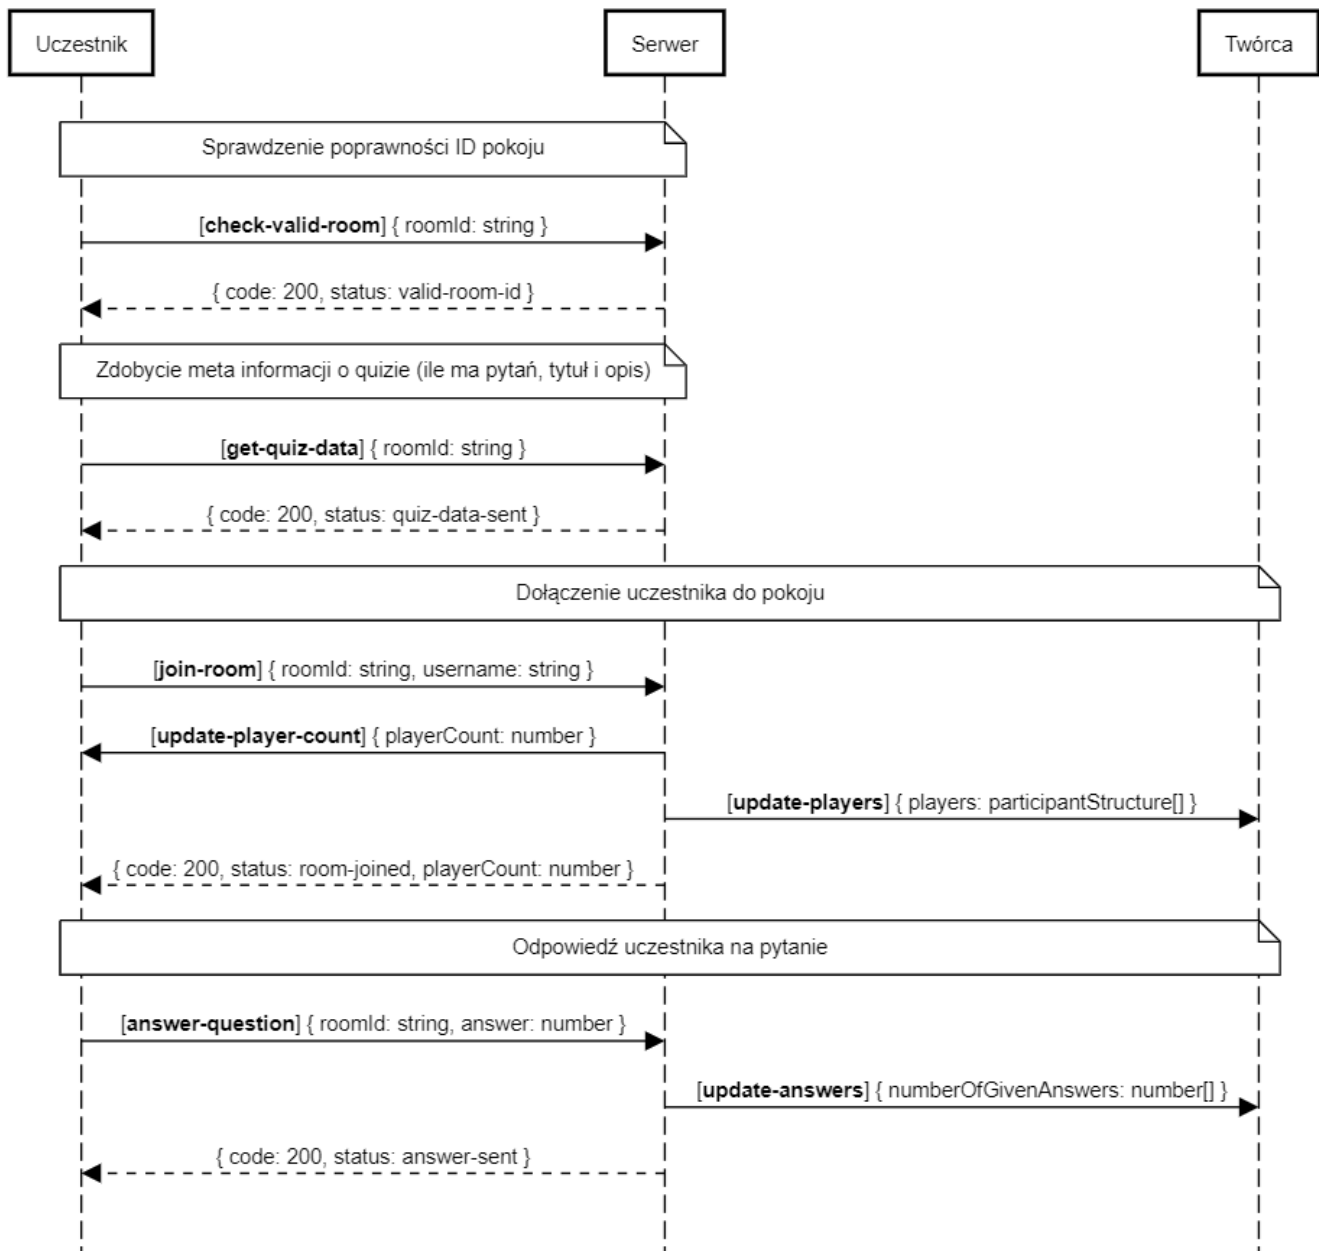 Uczestnik
Serwer
Twórca
Sprawdzenie poprawności ID pokoju
[check-valid-room] { roomId: string }
{ code: 200, status: valid-room-id }
Zdobycie meta informacji o quizie (ile ma pytań, tytuł i opis)
[get-quiz-data] { roomId: string }
{ code: 200, status: quiz-data-sent }
Dołączenie uczestnika do pokoju
[join-room] { roomId: string, username: string }
[update-player-count] { playerCount: number }
[update-players] { players: participantStructure[] }
{ code: 200, status: room-joined, playerCount: number }
Odpowiedź uczestnika na pytanie
[answer-question] { roomId: string, answer: number }
[update-answers] { numberOfGivenAnswers: number[] }
{ code: 200, status: answer-sent }